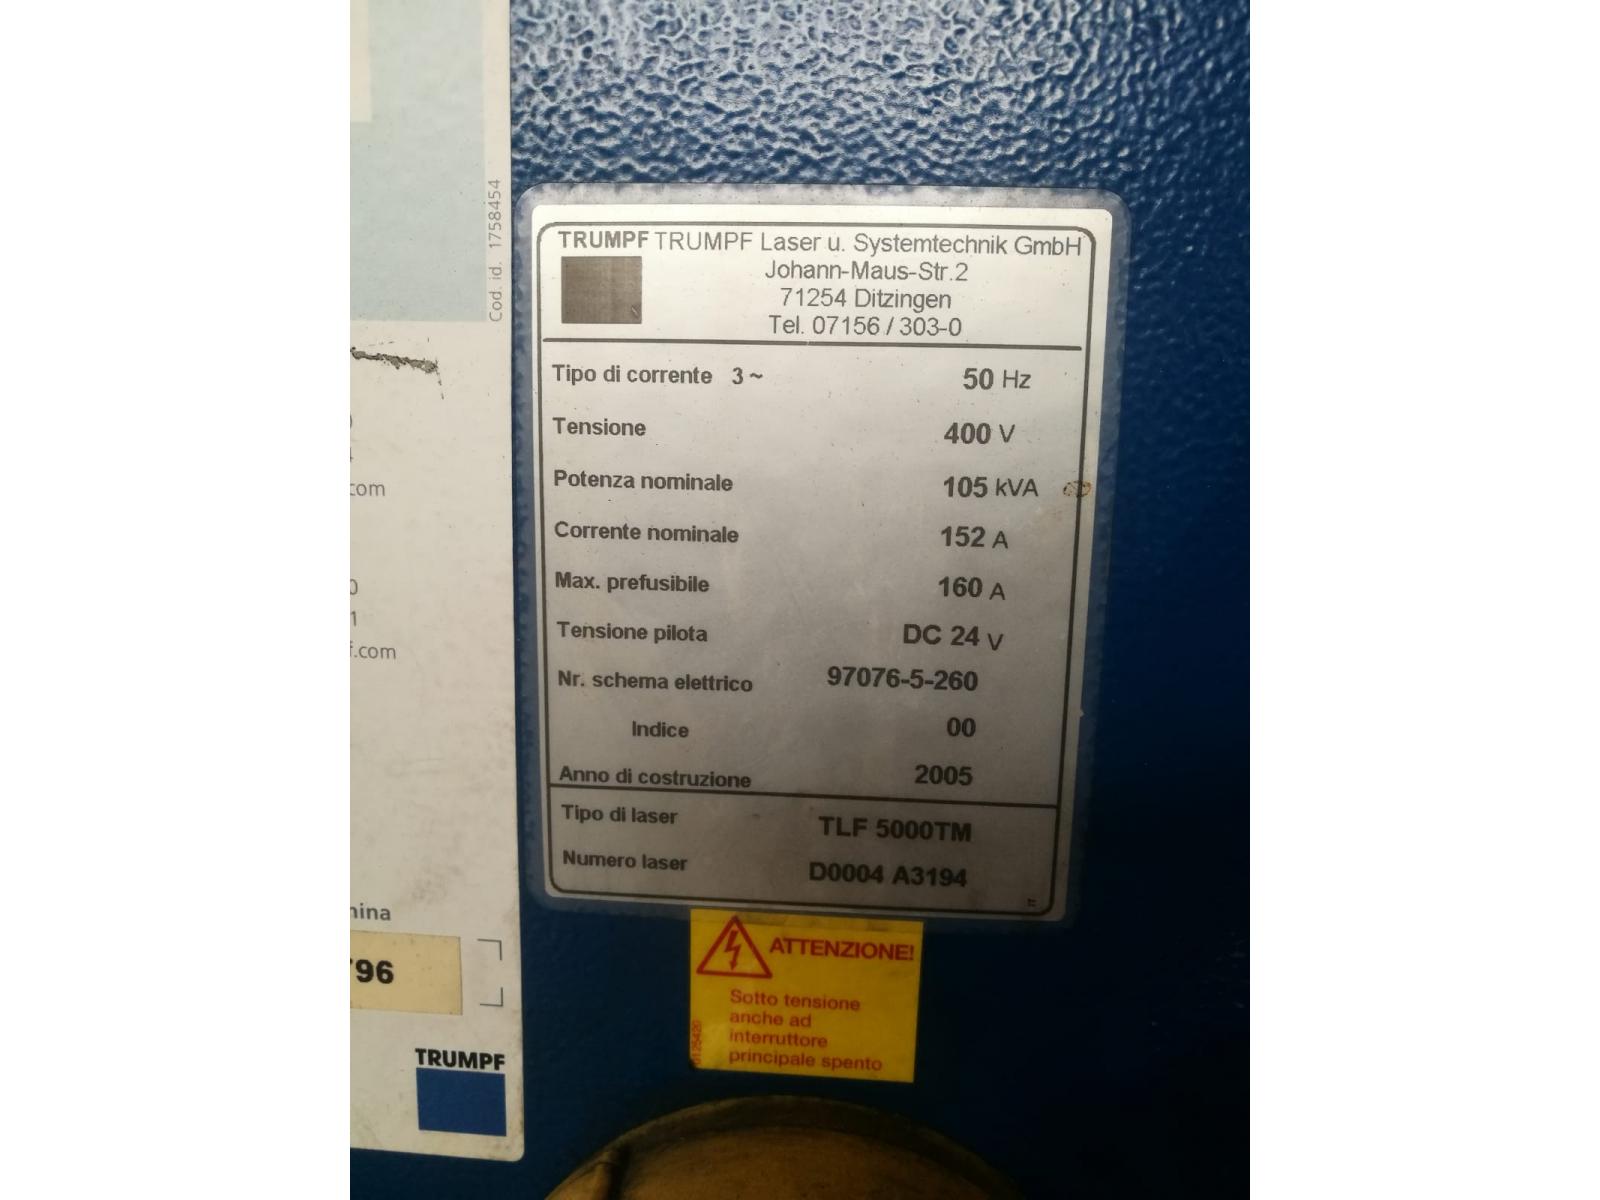 Cod. id. 1758454
com
f.com
hina
796
TRUMPF
TRUMPF TRUMPF Laser u. Systemtechnik GmbH
Johann-Maus-Str.2
71254 Ditzingen
Tel. 07156 / 303-0
Tipo di corrente 3 ~ 50 Hz
Tensione 400 V
Potenza nominale 105 kVA
Corrente nominale 152 A
Max. prefusibile 160 A
Tensione pilota DC 24 V
Nr. schema elettrico 97076-5-260
Indice 00
Anno di costruzione 2005
Tipo di laser TLF 5000TM
Numero laser D0004 A3194
ATTENZIONE!
Sotto tensione
anche ad
interruttore
principale spento
0125420